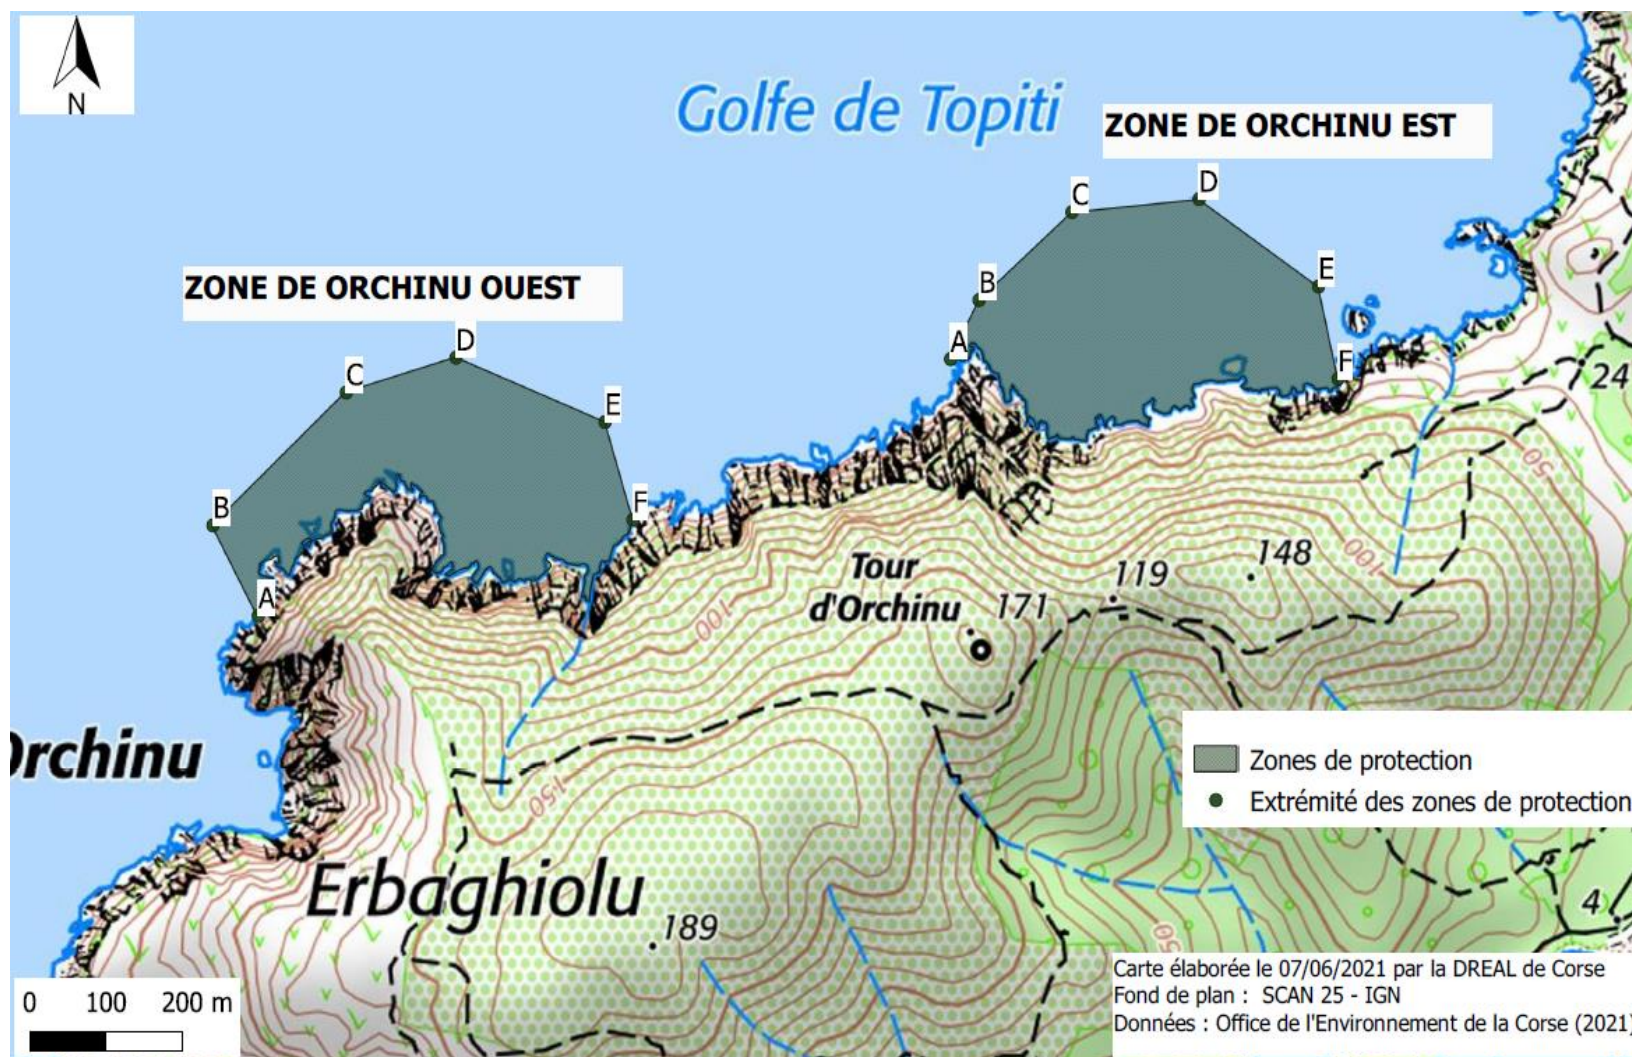 N
Golfe de Topiti
ZONE DE ORCHINU EST
D
C
E
B
A
F
ZONE DE ORCHINU OUEST
D
C
E
B
F
A
24
50
100
148
119
Tour
d'Orchinu
171
100
rchinu
150
Erbaghiolu
189
50
4
Zones de protection
Extrémité des zones de protection
0 100 200 m
Carte élaborée le 07/06/2021 par la DREAL de Corse
Fond de plan : SCAN 25 - IGN
Données : Office de l'Environnement de la Corse (2021)